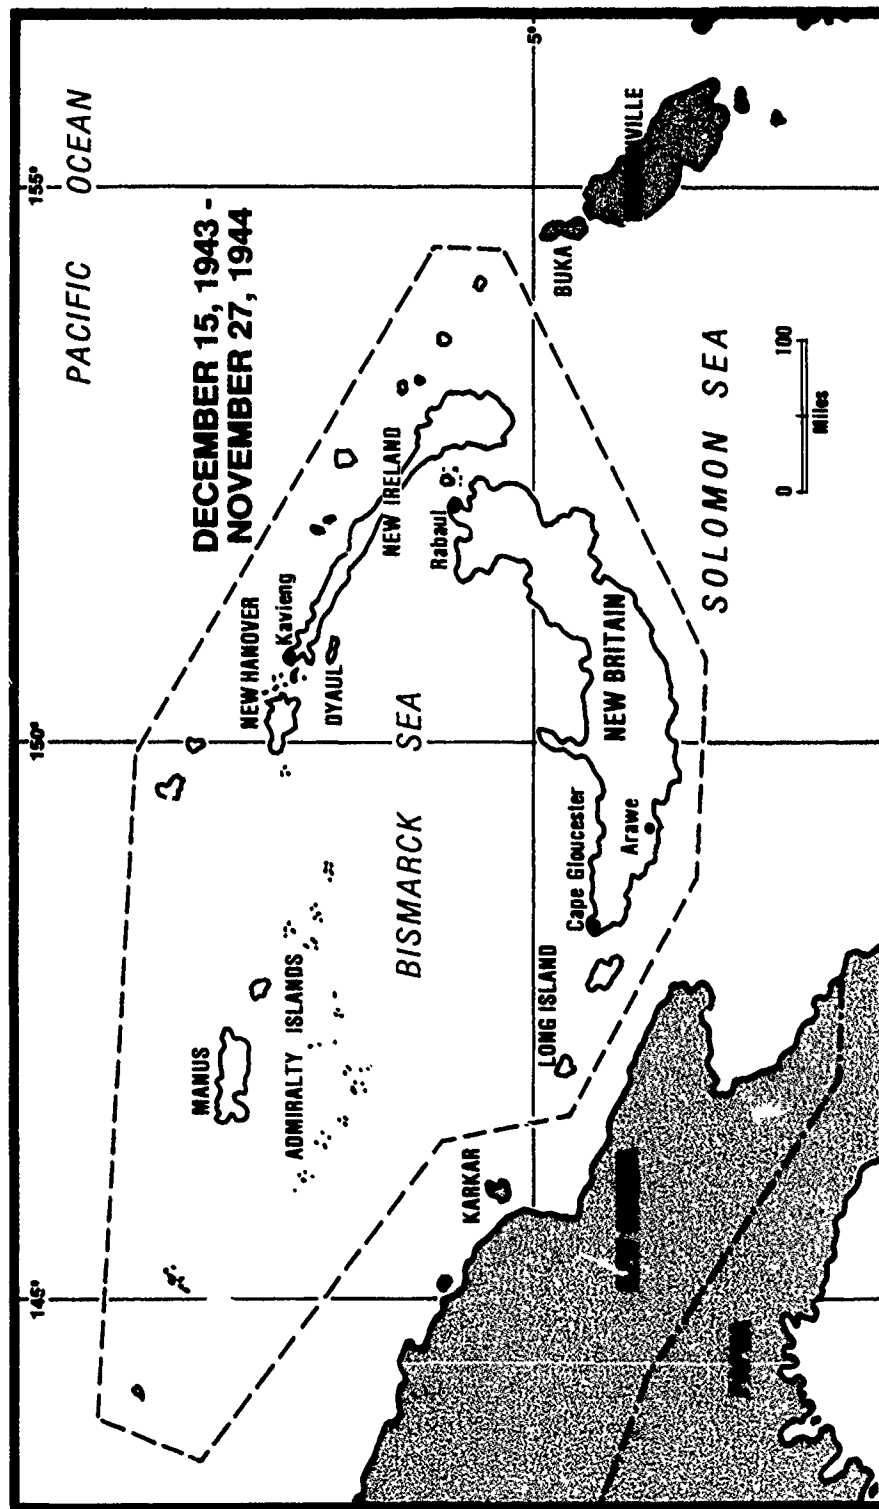 PACIFIC OCEAN
DECEMBER 15, 1943 -
NOVEMBER 27, 1944
145°
150°
155°
5°
MANUS
ADMIRALTY ISLANDS
NEW HANOVER
Kavieng
DYAUL
NEW IRELAND
BISMARCK SEA
Rabaul
KARKAR
LONG ISLAND
Cape Gloucester
Arawe
NEW BRITAIN
BUKA
SOLOMON SEA
0 100
Miles